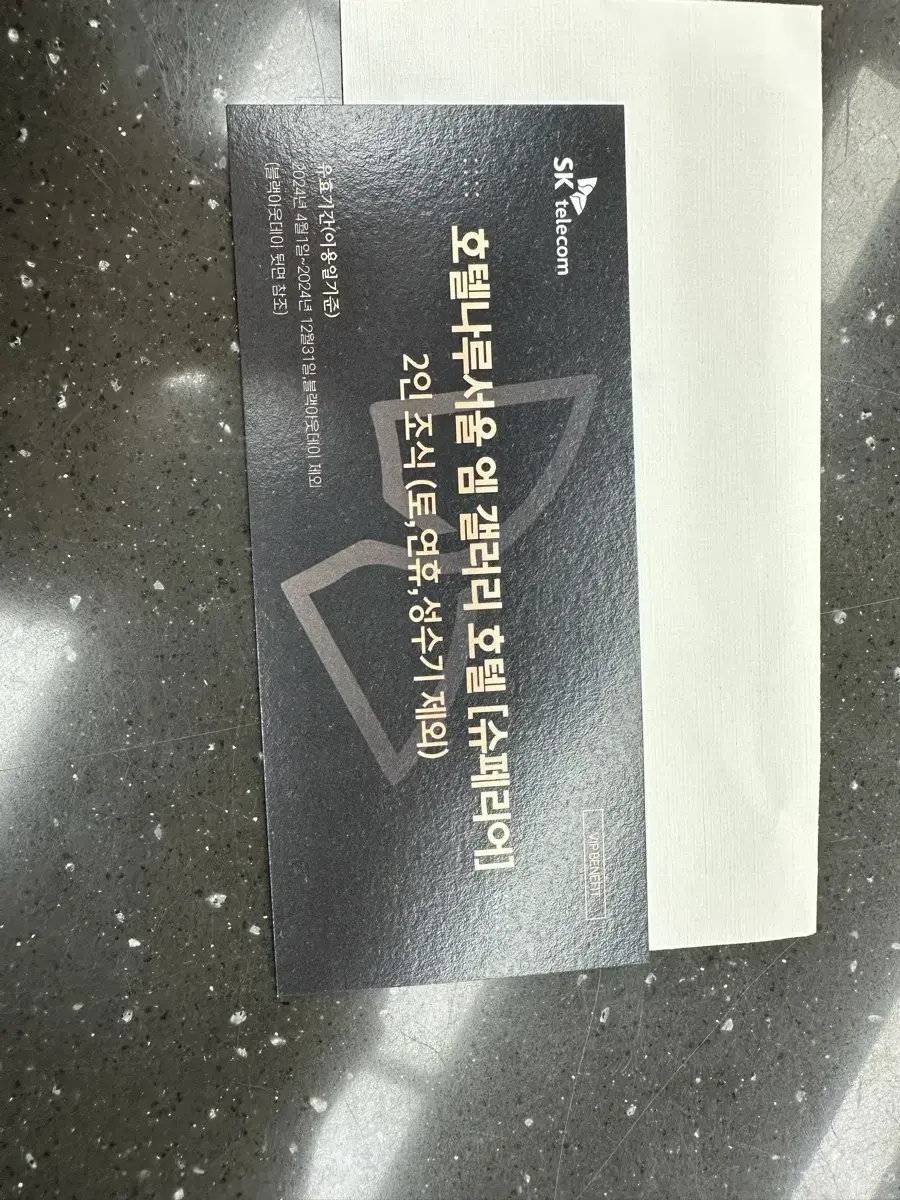 SK telecom
VIP BENEFIT
호텔나루서울 엠 갤러리 호텔 [슈페리어]
2인 조식 (토,연휴,성수기 제외)
유효기간(이용일기준)
2024년 4월1일~2024년 12월31일,블랙아웃데이 제외
(블랙아웃데이 뒷면 참조)